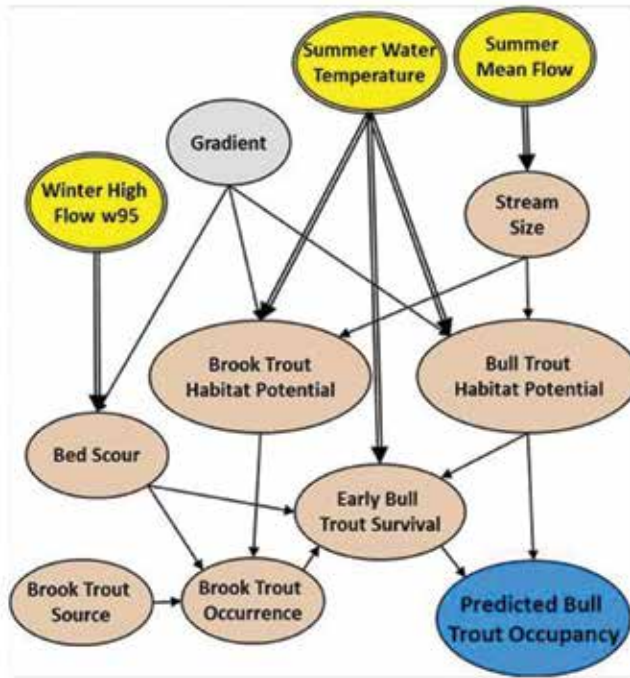 Summer Water
Temperature
Summer
Mean Flow
Gradient
Winter High
Flow w95
Stream
Size
Brook Trout
Habitat Potential
Bull Trout
Habitat Potential
Bed Scour
Early Bull
Trout Survival
Brook Trout
Source
Brook Trout
Occurrence
Predicted Bull
Trout Occupancy